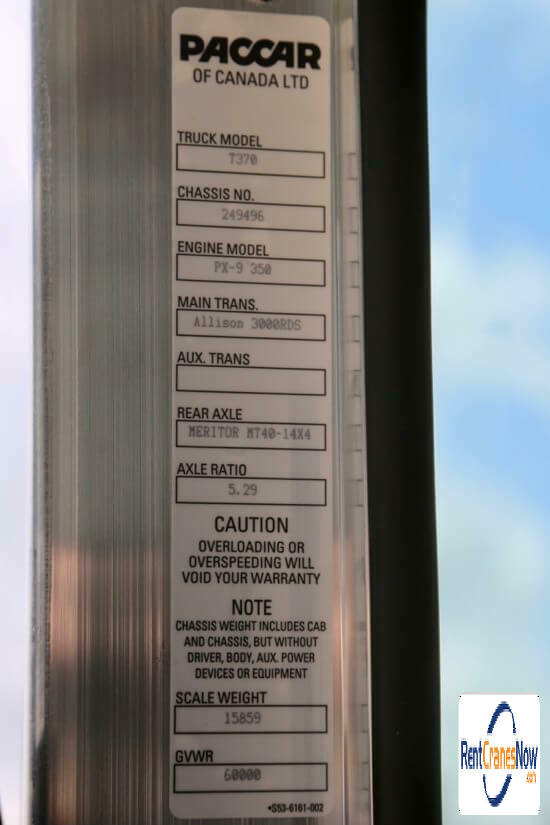 PACCAR
OF CANADA LTD
TRUCK MODEL
T370
CHASSIS NO.
249496
ENGINE MODEL
PX-9 350
MAIN TRANS.
Allison 3000RDS
AUX. TRANS
REAR AXLE
MERITOR MT40-14X4
AXLE RATIO
5.29
CAUTION
OVERLOADING OR
OVERSPEEDING WILL
VOID YOUR WARRANTY
NOTE
CHASSIS WEIGHT INCLUDES CAB
AND CHASSIS, BUT WITHOUT
DRIVER, BODY, AUX. POWER
DEVICES OR EQUIPMENT
SCALE WEIGHT
15859
GVWR
60000
*S53-6161-002
RentCranesNow
.com